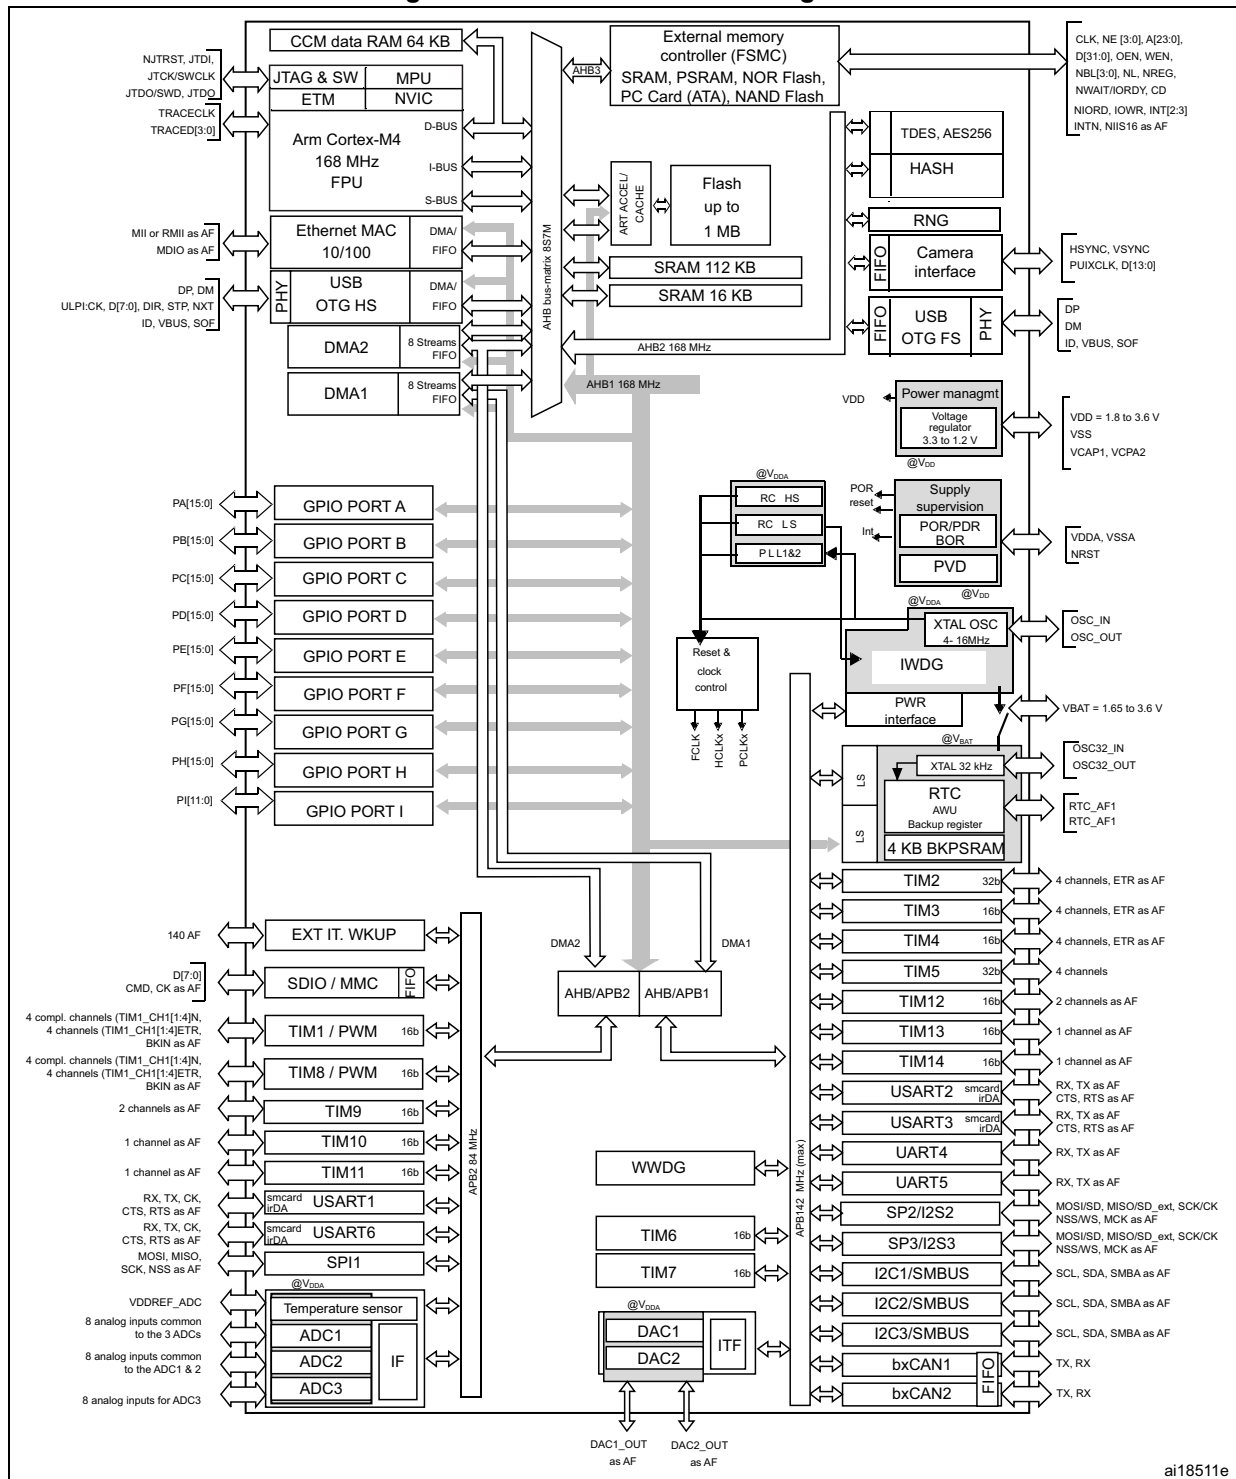 CCM data RAM 64 KB
External memory
controller (FSMC)
SRAM, PSRAM, NOR Flash,
PC Card (ATA), NAND Flash
AHB3
CLK, NE [3:0], A[23:0],
D[31:0], OEN, WEN,
NBL[3:0], NL, NREG,
NWAIT/IORDY, CD
NIORD, IOWR, INT[2:3]
INTN, NIIS16 as AF
NJTRST, JTDI,
JTCK/SWCLK
JTDO/SWD, JTDO
TRACECLK
TRACED[3:0]
JTAG & SW
MPU
ETM
NVIC
Arm Cortex-M4
168 MHz
FPU
D-BUS
I-BUS
S-BUS
AHB bus-matrix 8S7M
ART ACCEL/
CACHE
Flash
up to
1 MB
SRAM 112 KB
SRAM 16 KB
AHB2 168 MHz
AHB1 168 MHz
TDES, AES256
HASH
RNG
FIFO
Camera
interface
HSYNC, VSYNC
PUIXCLK, D[13:0]
FIFO
USB
OTG FS
PHY
DP
DM
ID, VBUS, SOF
MII or RMII as AF
MDIO as AF
Ethernet MAC
10/100
DMA/
FIFO
DP, DM
ULPI:CK, D[7:0], DIR, STP, NXT
ID, VBUS, SOF
PHY
USB
OTG HS
DMA/
FIFO
DMA2
8 Streams
FIFO
DMA1
8 Streams
FIFO
VDD
Power managmt
Voltage
regulator
3.3 to 1.2 V
@VDD
VDD = 1.8 to 3.6 V
VSS
VCAP1, VCPA2
@VDDA
RC HS
RC LS
PLL1&2
POR
reset
Int
Supply
supervision
POR/PDR
BOR
PVD
@VDD
VDDA, VSSA
NRST
@VDDA
XTAL OSC
4- 16MHz
IWDG
OSC_IN
OSC_OUT
Reset &
clock
control
FCLK
HCLKx
PCLKx
PWR
interface
VBAT = 1.65 to 3.6 V
@VBAT
LS
LS
XTAL 32 kHz
RTC
AWU
Backup register
4 KB BKPSRAM
OSC32_IN
OSC32_OUT
RTC_AF1
RTC_AF1
PA[15:0]
GPIO PORT A
PB[15:0]
GPIO PORT B
PC[15:0]
GPIO PORT C
PD[15:0]
GPIO PORT D
PE[15:0]
GPIO PORT E
PF[15:0]
GPIO PORT F
PG[15:0]
GPIO PORT G
PH[15:0]
GPIO PORT H
PI[11:0]
GPIO PORT I
DMA2
DMA1
AHB/APB2
AHB/APB1
140 AF
EXT IT. WKUP
D[7:0]
CMD, CK as AF
SDIO / MMC
FIFO
4 compl. channels (TIM1_CH1[1:4]N,
4 channels (TIM1_CH1[1:4]ETR,
BKIN as AF
TIM1 / PWM
16b
4 compl. channels (TIM1_CH1[1:4]N,
4 channels (TIM1_CH1[1:4]ETR,
BKIN as AF
TIM8 / PWM
16b
2 channels as AF
TIM9
16b
1 channel as AF
TIM10
16b
1 channel as AF
TIM11
16b
RX, TX, CK,
CTS, RTS as AF
smcard
irDA
USART1
RX, TX, CK,
CTS, RTS as AF
smcard
irDA
USART6
MOSI, MISO,
SCK, NSS as AF
SPI1
APB2 84 MHz
@VDDA
VDDREF_ADC
Temperature sensor
8 analog inputs common
to the 3 ADCs
ADC1
8 analog inputs common
to the ADC1 & 2
ADC2
8 analog inputs for ADC3
ADC3
IF
WWDG
TIM6
16b
TIM7
16b
@VDDA
DAC1
DAC2
ITF
DAC1_OUT
as AF
DAC2_OUT
as AF
APB142 MHz (max)
TIM2
32b
4 channels, ETR as AF
TIM3
16b
4 channels, ETR as AF
TIM4
16b
4 channels, ETR as AF
TIM5
32b
4 channels
TIM12
16b
2 channels as AF
TIM13
16b
1 channel as AF
TIM14
16b
1 channel as AF
USART2
smcard
irDA
RX, TX as AF
CTS, RTS as AF
USART3
smcard
irDA
RX, TX as AF
CTS, RTS as AF
UART4
RX, TX as AF
UART5
RX, TX as AF
SP2/I2S2
MOSI/SD, MISO/SD_ext, SCK/CK
NSS/WS, MCK as AF
SP3/I2S3
MOSI/SD, MISO/SD_ext, SCK/CK
NSS/WS, MCK as AF
I2C1/SMBUS
SCL, SDA, SMBA as AF
I2C2/SMBUS
SCL, SDA, SMBA as AF
I2C3/SMBUS
SCL, SDA, SMBA as AF
bxCAN1
TX, RX
bxCAN2
FIFO
TX, RX
ai18511e